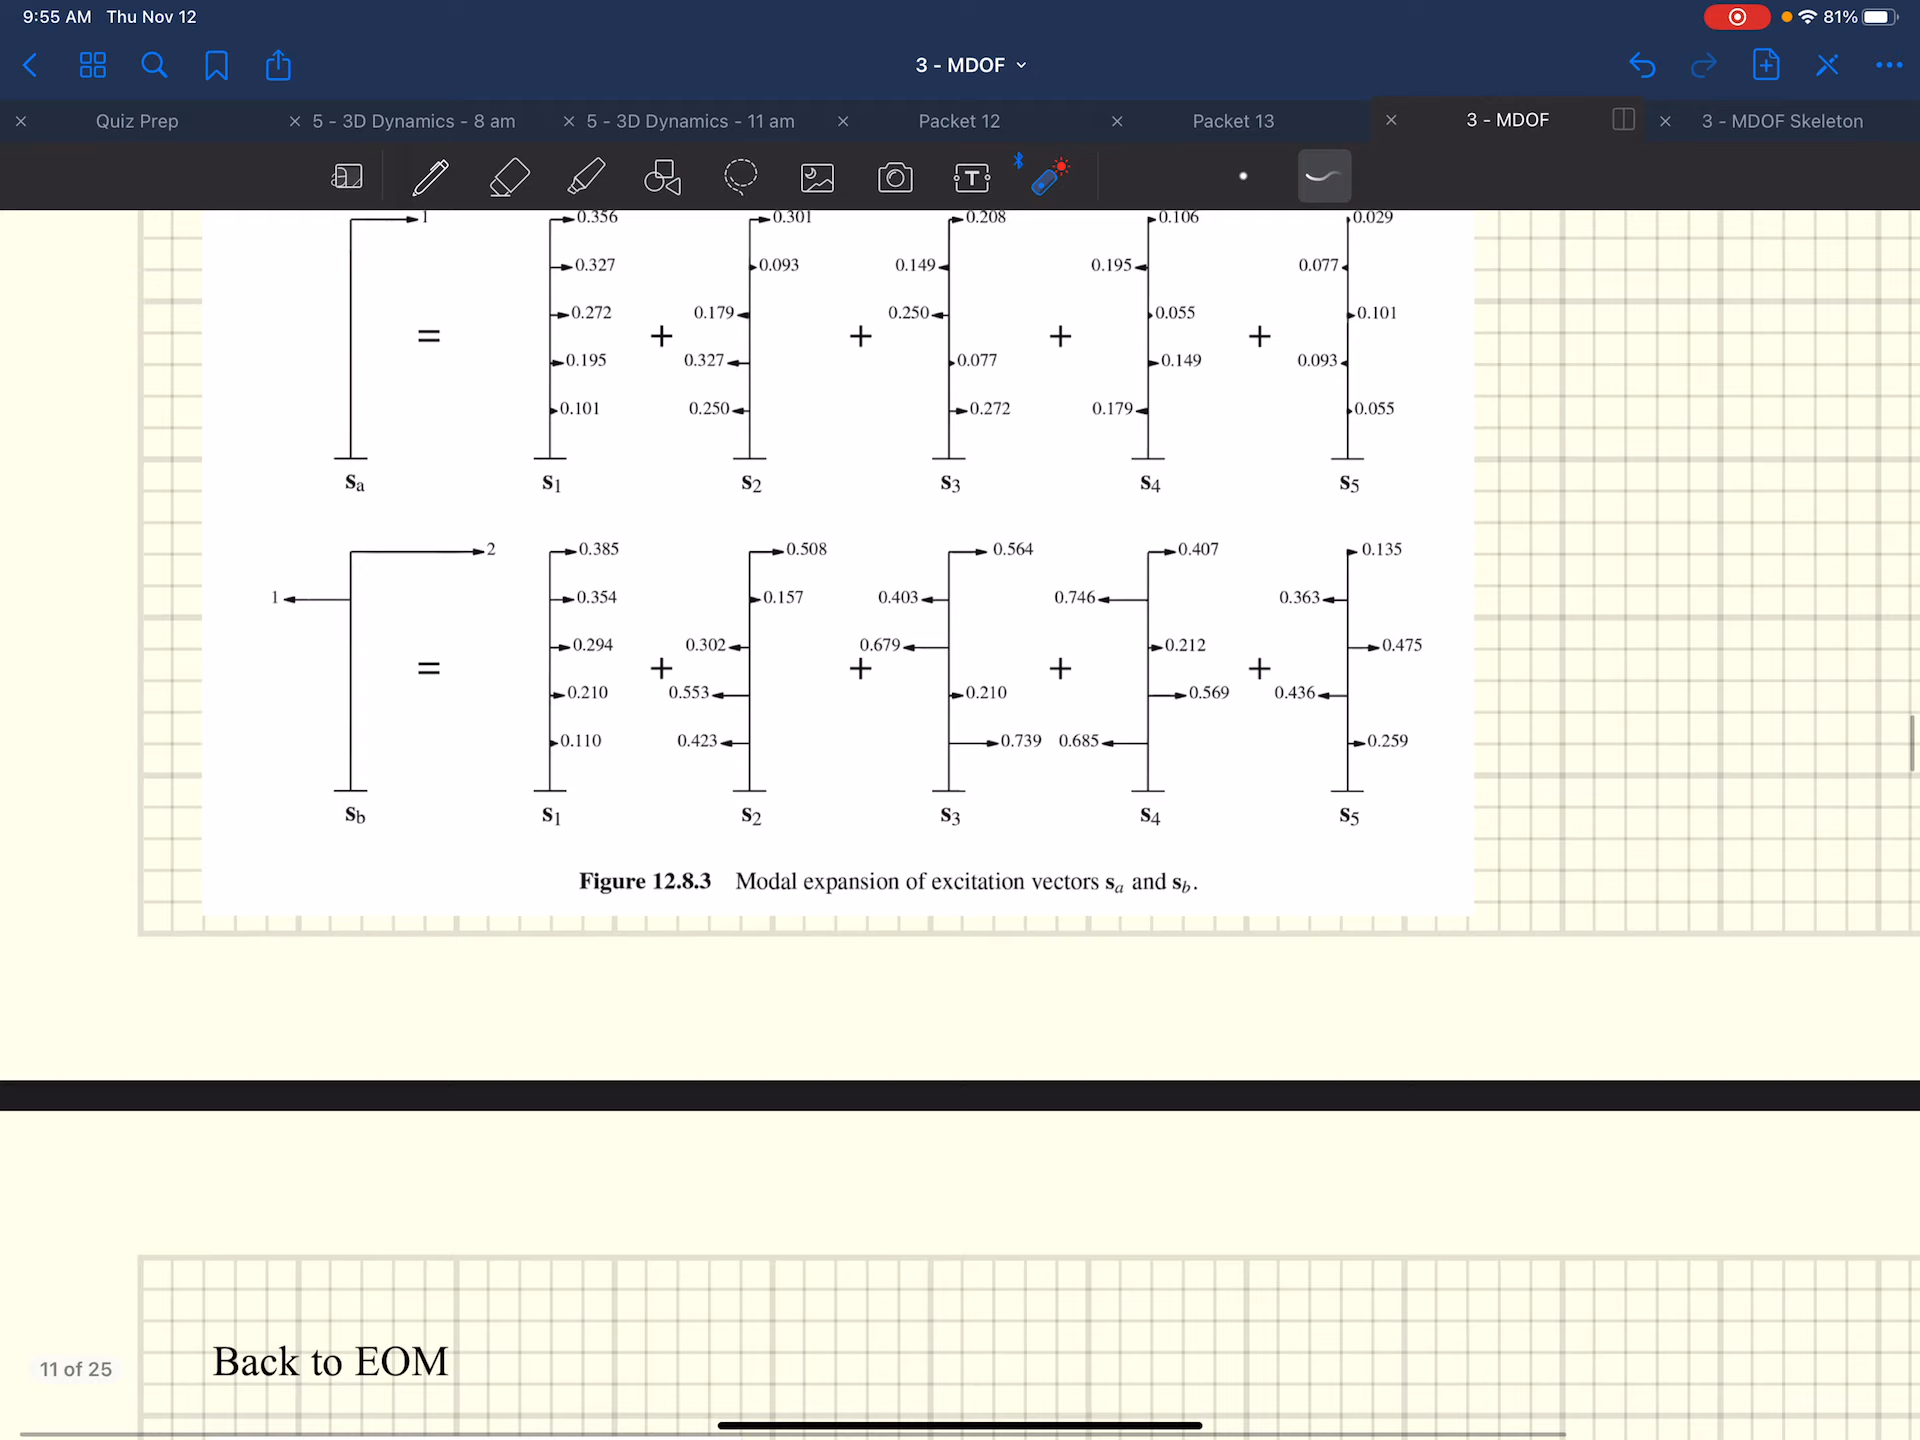 9:55 AM Thu Nov 12
81%
3 - MDOF
Quiz Prep
5 - 3D Dynamics - 8 am
5 - 3D Dynamics - 11 am
Packet 12
Packet 13
3 - MDOF
3 - MDOF Skeleton
1 0.356 0.301 0.208 0.106 0.029
0.327 0.093 0.149 0.195 0.077
0.272 0.179 0.250 0.055 0.101
= + + + +
0.195 0.327 0.077 0.149 0.093
0.101 0.250 0.272 0.179 0.055
sa s1 s2 s3 s4 s5
2 0.385 0.508 0.564 0.407 0.135
1 0.354 0.157 0.403 0.746 0.363
0.294 0.302 0.679 0.212 0.475
= + + + +
0.210 0.553 0.210 0.569 0.436
0.110 0.423 0.739 0.685 0.259
sb s1 s2 s3 s4 s5
Figure 12.8.3 Modal expansion of excitation vectors sa and sb.
11 of 25
Back to EOM